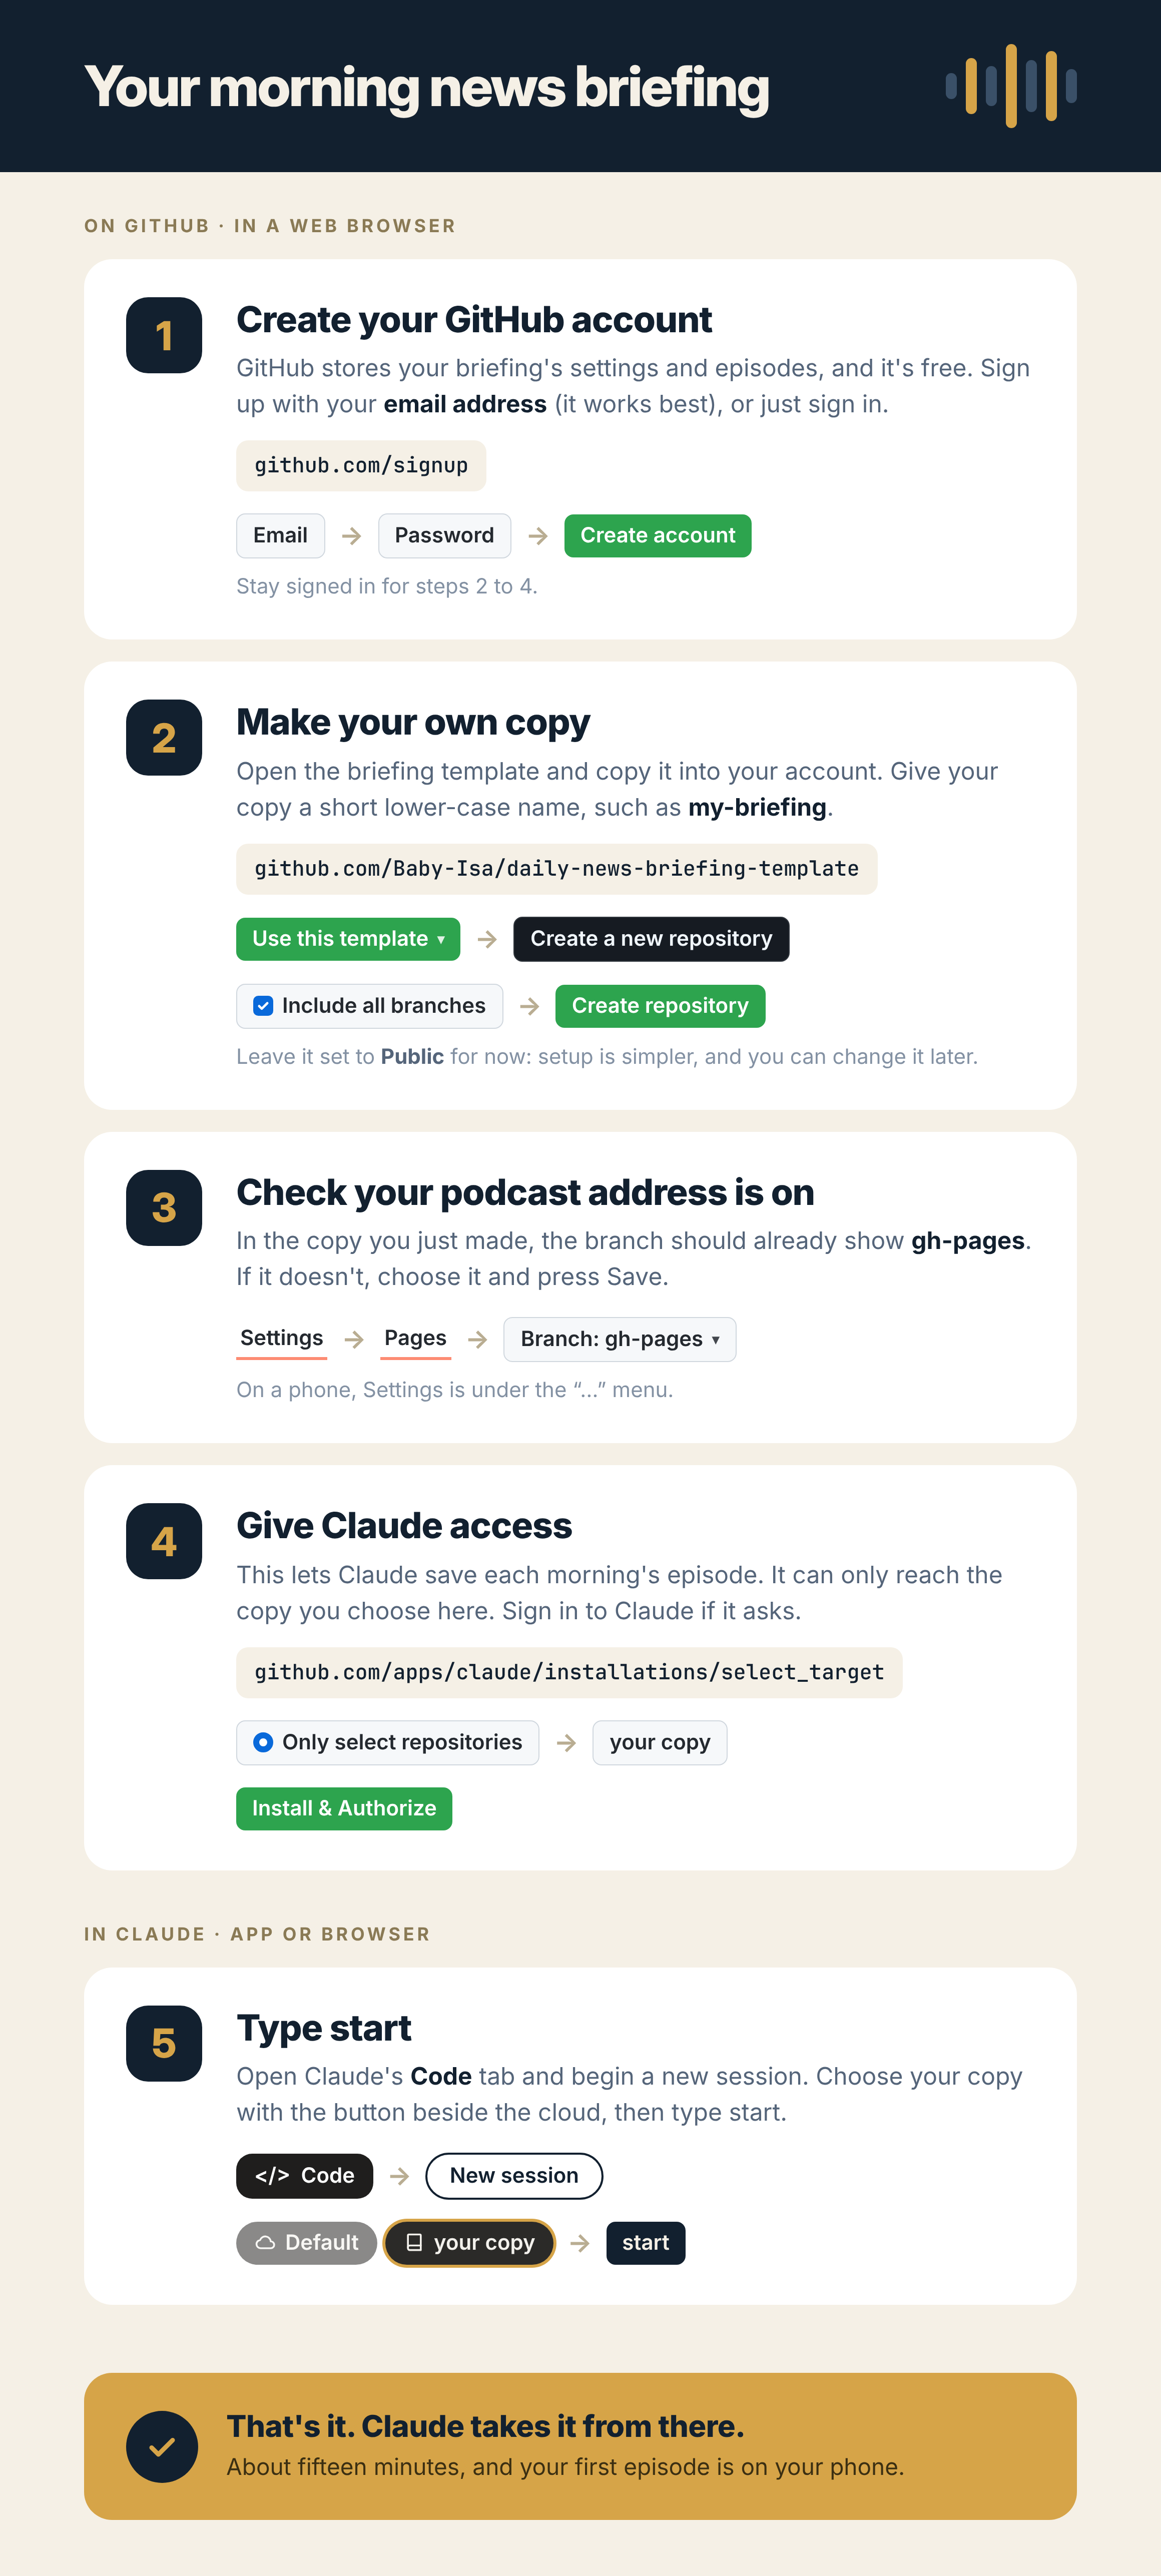 Your morning news briefing
ON GITHUB · IN A WEB BROWSER
1
Create your GitHub account
GitHub stores your briefing's settings and episodes, and it's free. Sign
up with your email address (it works best), or just sign in.
github.com/signup
Email → Password → Create account
Stay signed in for steps 2 to 4.
2
Make your own copy
Open the briefing template and copy it into your account. Give your
copy a short lower-case name, such as my-briefing.
github.com/Baby-Isa/daily-news-briefing-template
Use this template ▾ → Create a new repository
Include all branches → Create repository
Leave it set to Public for now: setup is simpler, and you can change it later.
3
Check your podcast address is on
In the copy you just made, the branch should already show gh-pages.
If it doesn't, choose it and press Save.
Settings → Pages → Branch: gh-pages ▾
On a phone, Settings is under the “…” menu.
4
Give Claude access
This lets Claude save each morning's episode. It can only reach the
copy you choose here. Sign in to Claude if it asks.
github.com/apps/claude/installations/select_target
Only select repositories → your copy
Install & Authorize
IN CLAUDE · APP OR BROWSER
5
Type start
Open Claude's Code tab and begin a new session. Choose your copy
with the button beside the cloud, then type start.
</> Code → New session
Default your copy → start
That's it. Claude takes it from there.
About fifteen minutes, and your first episode is on your phone.